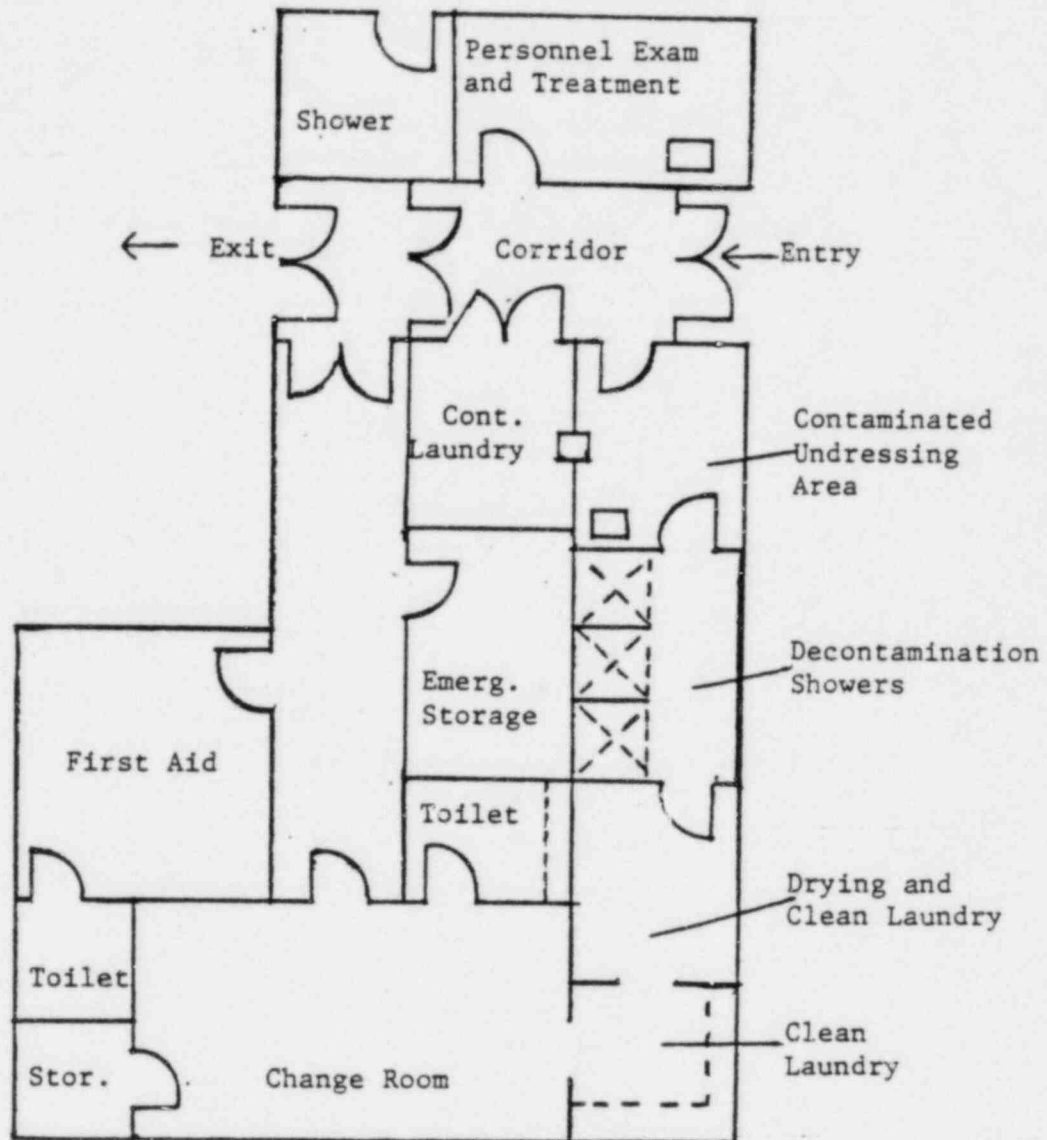 Personnel Exam
and Treatment
Shower
Exit
Corridor
Entry
Cont.
Laundry
Contaminated
Undressing
Area
Emerg.
Storage
Decontamination
Showers
First Aid
Toilet
Drying and
Clean Laundry
Toilet
Clean
Laundry
Stor.
Change Room